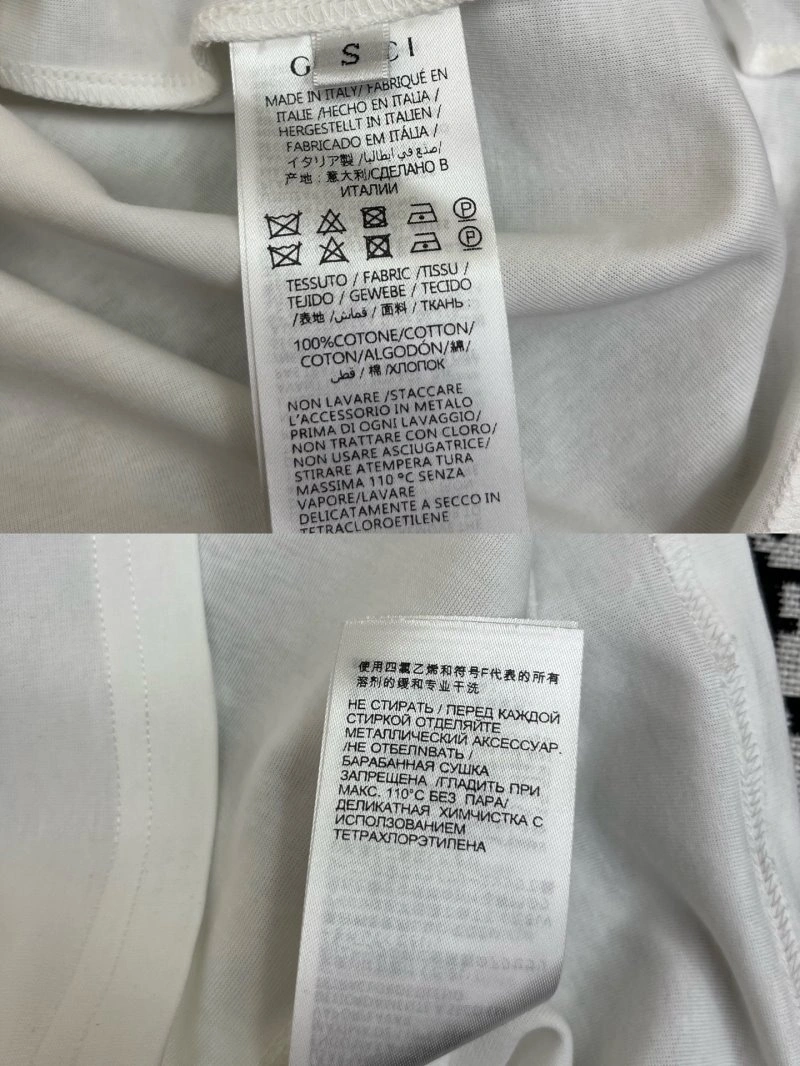 G CI
S
MADE IN ITALY/ FABRIQUÉ EN
ITALIE /HECHO EN ITALIA /
HERGESTELLT IN ITALIEN /
FABRICADO EM ITÁLIA /
イタリア製 /صنع في ايطاليا/
产地：意大利/СДЕЛАНО В
ИТАЛИИ
P
P
TESSUTO / FABRIC /TISSU /
TEJIDO / GEWEBE / TECIDO
/表地 /قماش/ 面料 / ТКАНЬ :
100%COTONE/COTTON/
COTON/ALGODÓN/綿/
قطن / 棉 /ХЛОПОК
NON LAVARE /STACCARE
L'ACCESSORIO IN METALO
PRIMA DI OGNI LAVAGGIO/
NON TRATTARE CON CLORO/
NON USARE ASCIUGATRICE/
STIRARE ATEMPERA TURA
MASSIMA 110 °C SENZA
VAPORE/LAVARE
DELICATAMENTE A SECCO IN
TETRACLOROETILENE
使用四氯乙烯和符号F代表的所有
溶剂的缓和专业干洗
НЕ СТИРАТЬ / ПЕРЕД КАЖДОЙ
СТИРКОЙ ОТДЕЛЯЙТЕ
МЕТАЛЛИЧЕСКИЙ АКСЕССУАР.
/НЕ ОТБЕЛNВАТЬ /
БАРАБАННАЯ СУШКА
ЗАПРЕЩЕНА /ГЛАДИТЬ ПРИ
МАКС. 110°C БЕЗ ПАРА/
ДЕЛИКАТНАЯ ХИМЧИСТКА С
ИСПОЛЗОВАНИЕМ
ТЕТРАХЛОРЭТИЛЕНА